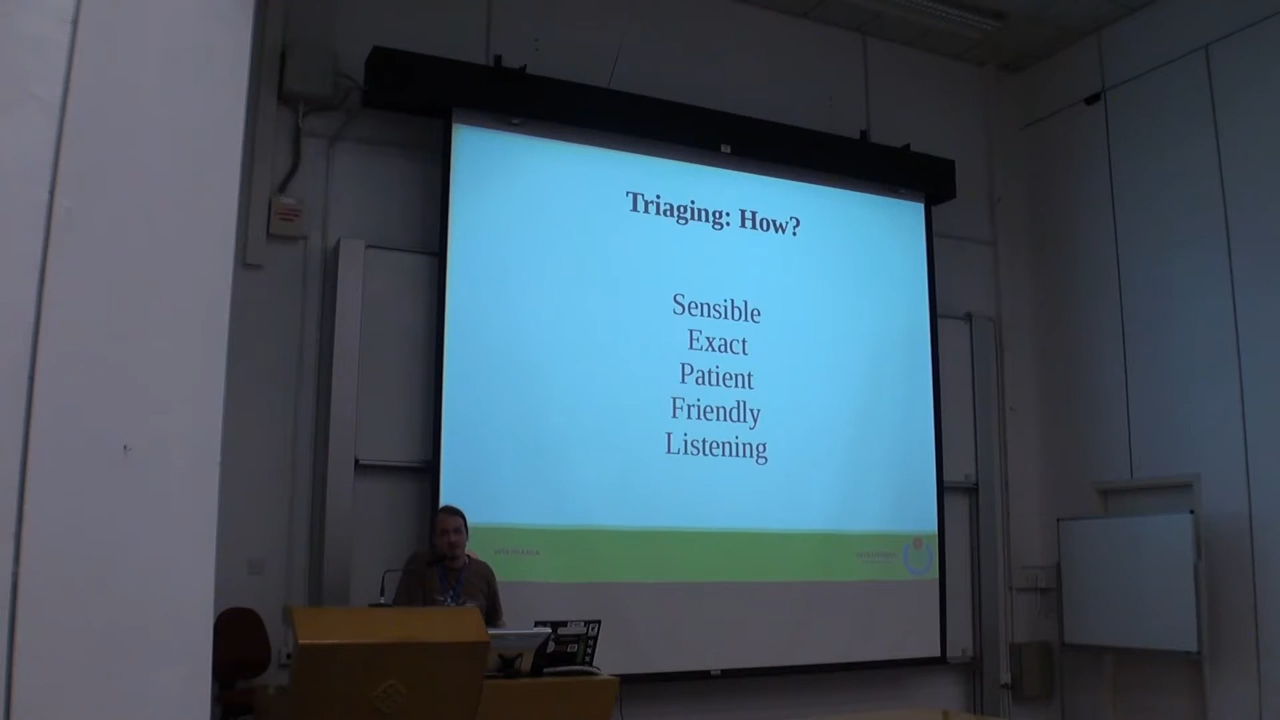 Triaging: How?
Sensible
Exact
Patient
Friendly
Listening